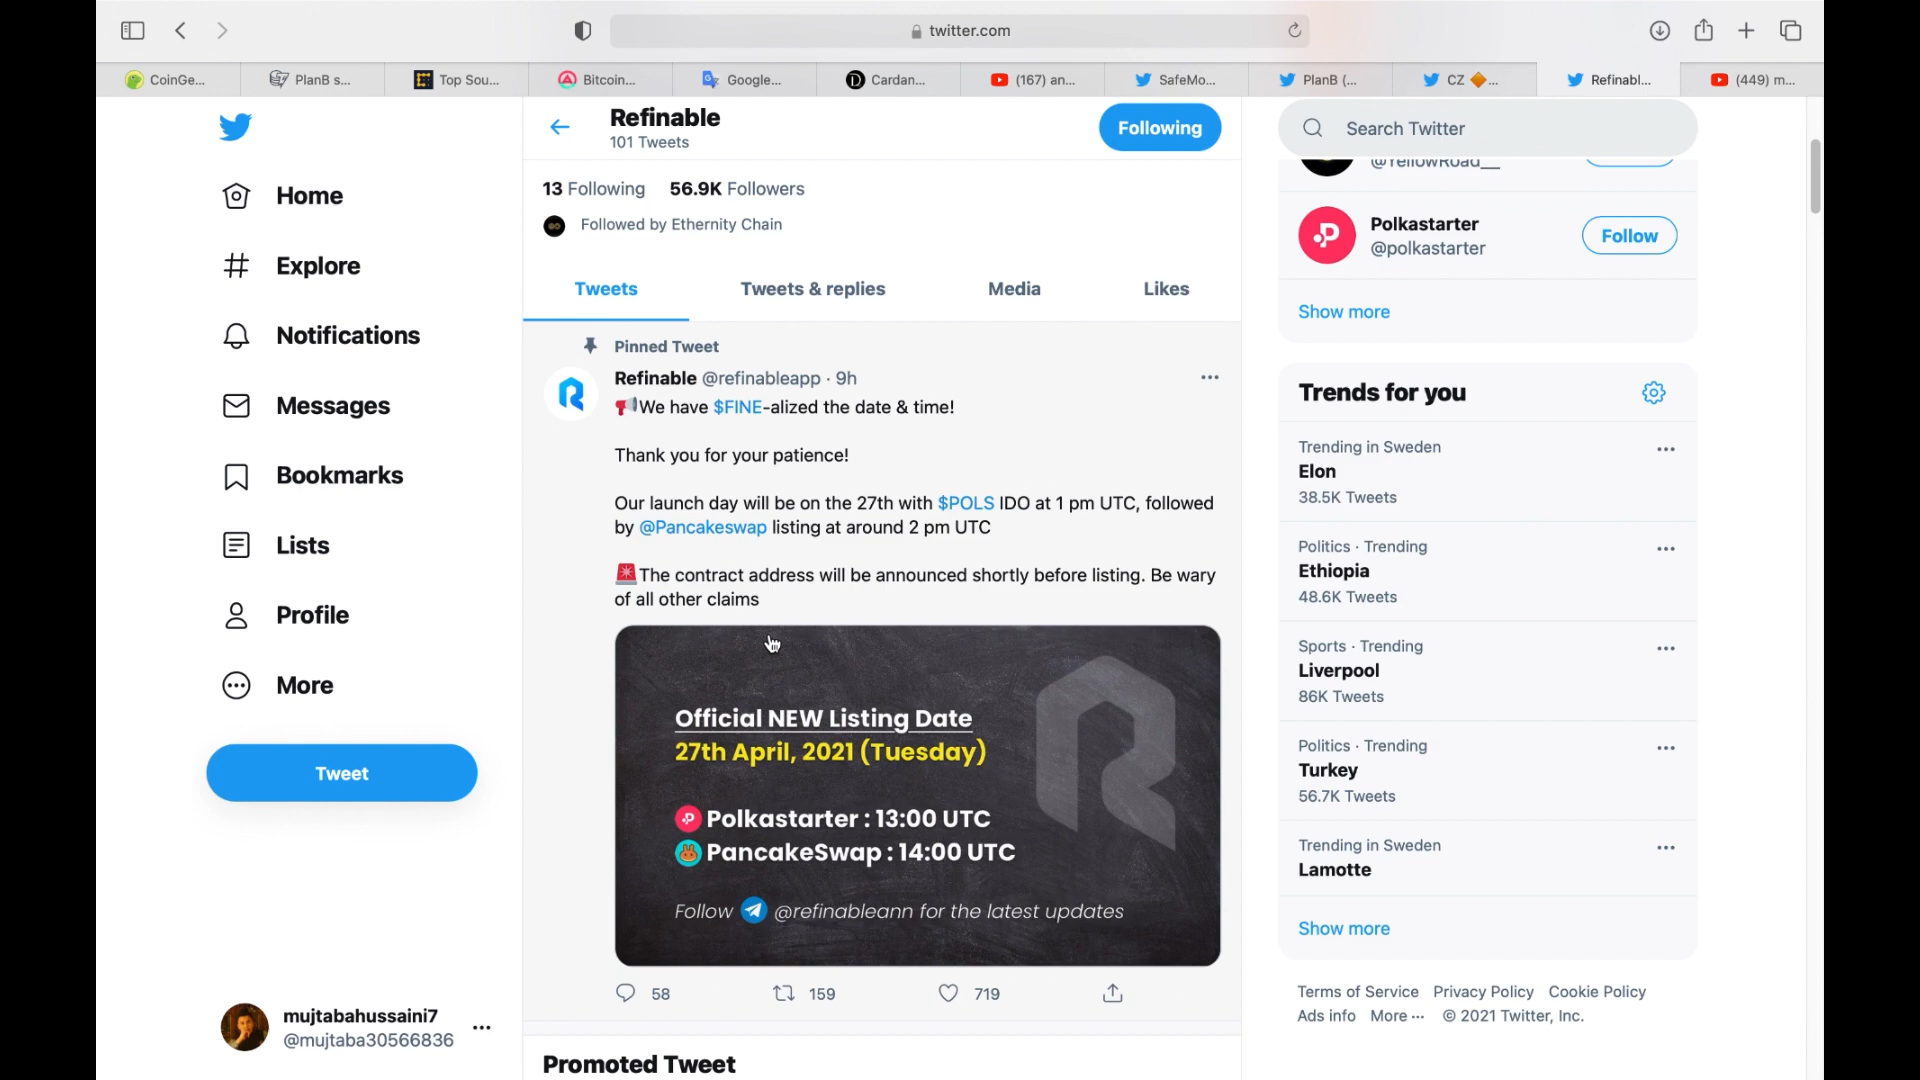 twitter.com
CoinGe...
PlanB s...
Top Sou...
Bitcoin...
Google...
Cardan...
(167) an...
SafeMo...
PlanB (...
CZ 🔶...
Refinabl...
(449) m...
Home
Explore
Notifications
Messages
Bookmarks
Lists
Profile
More
Tweet
mujtabahussaini7
@mujtaba30566836
Refinable
101 Tweets
Following
13 Following 56.9K Followers
Followed by Ethernity Chain
Tweets Tweets & replies Media Likes
Pinned Tweet
Refinable @refinableapp · 9h
📢We have $FINE-alized the date & time!
Thank you for your patience!
Our launch day will be on the 27th with $POLS IDO at 1 pm UTC, followed
by @Pancakeswap listing at around 2 pm UTC
🚨The contract address will be announced shortly before listing. Be wary
of all other claims
Official NEW Listing Date
27th April, 2021 (Tuesday)
Polkastarter : 13:00 UTC
PancakeSwap : 14:00 UTC
Follow @refinableann for the latest updates
58 159 719
Promoted Tweet
Search Twitter
@YellowRoad__
Polkastarter
@polkastarter
Follow
Show more
Trends for you
Trending in Sweden
Elon
38.5K Tweets
Politics · Trending
Ethiopia
48.6K Tweets
Sports · Trending
Liverpool
86K Tweets
Politics · Trending
Turkey
56.7K Tweets
Trending in Sweden
Lamotte
Show more
Terms of Service Privacy Policy Cookie Policy
Ads info More ··· © 2021 Twitter, Inc.